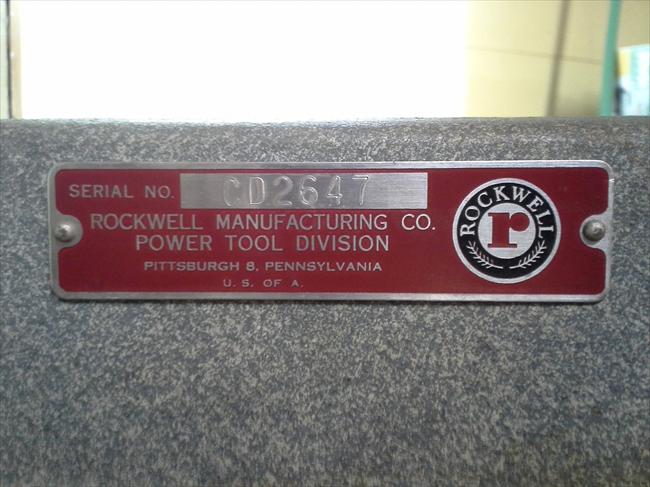 SERIAL NO. CD2647
ROCKWELL MANUFACTURING CO.
POWER TOOL DIVISION
PITTSBURGH 8, PENNSYLVANIA
U. S. OF A.
ROCKWELL
r